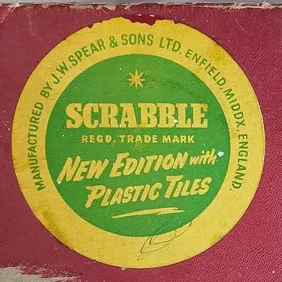 MANUFACTURED BY J.W. SPEAR & SONS LTD. ENFIELD, MIDDX. ENGLAND.
SCRABBLE
REGD. TRADE MARK
NEW EDITION with
PLASTIC TILES